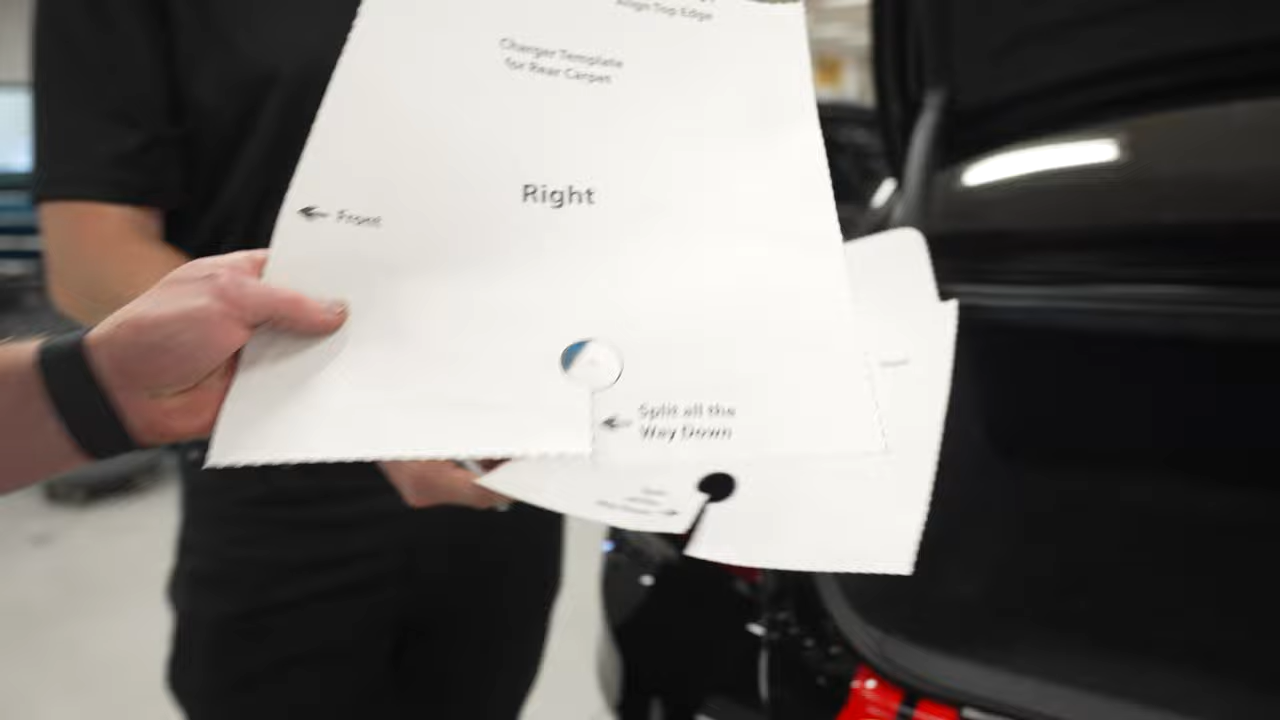 Align Top Edge
Charger Template
for Rear Carpet
Right
Front
Split all the
Way Down